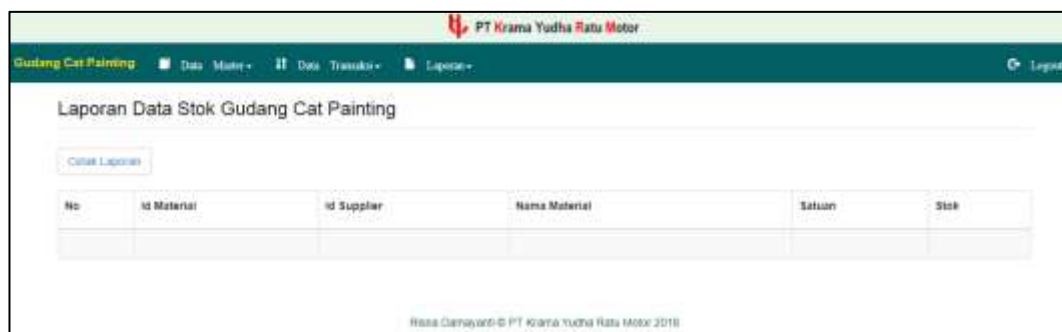 PT Krama Yudha Ratu Motor
Gudang Cat Painting Data Master Data Transaksi Laporan Logout
Laporan Data Stok Gudang Cat Painting
Cetak Laporan
No Id Material Id Supplier Nama Material Satuan Stok
Risna Damayanti © PT Krama Yudha Ratu Motor 2018